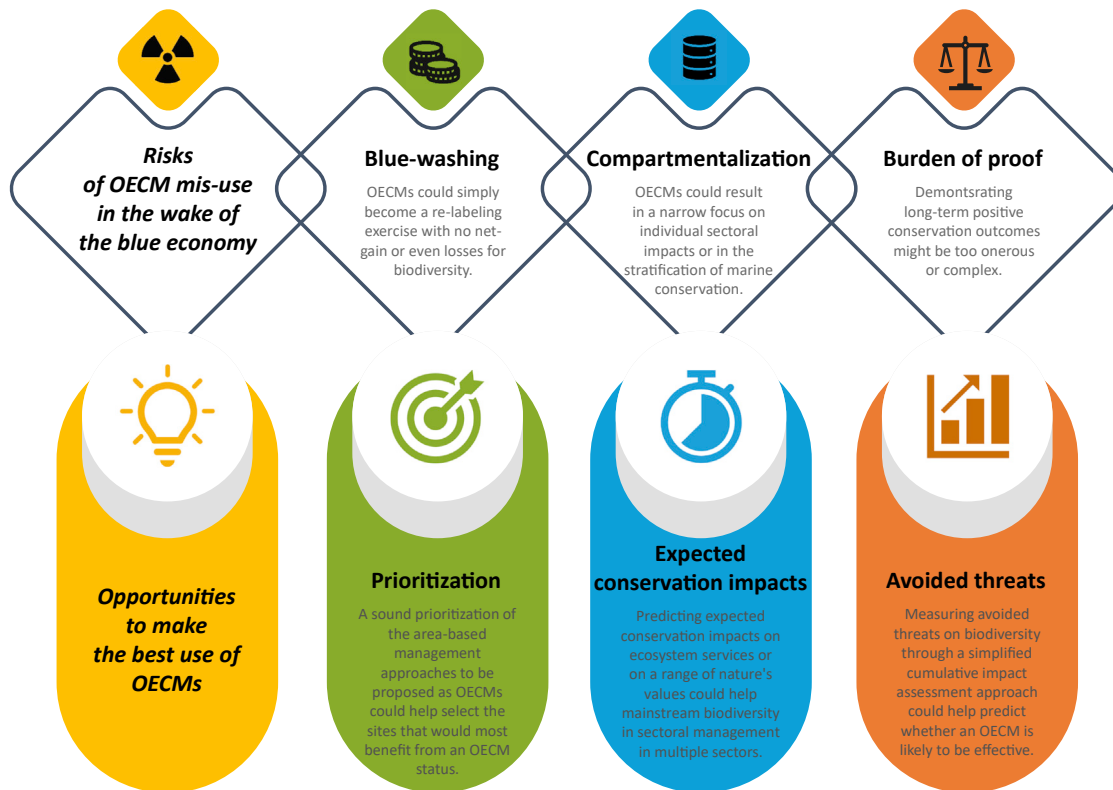 Risks
of OECM mis-use
in the wake of
the blue economy
Blue-washing
OECMs could simply
become a re-labeling
exercise with no net-
gain or even losses for
biodiversity.
Compartmentalization
OECMs could result
in a narrow focus on
individual sectoral
impacts or in the
stratification of marine
conservation.
Burden of proof
Demontsrating
long-term positive
conservation outcomes
might be too onerous
or complex.
Opportunities
to make
the best use of
OECMs
Prioritization
A sound prioritization of
the area-based
management
approaches to be
proposed as OECMs
could help select the
sites that would most
benefit from an OECM
status.
Expected
conservation impacts
Predicting expected
conservation impacts on
ecosystem services or
on a range of nature's
values could help
mainstream biodiversity
in sectoral management
in multiple sectors.
Avoided threats
Measuring avoided
threats on biodiversity
through a simplified
cumulative impact
assessment approach
could help predict
whether an OECM is
likely to be effective.